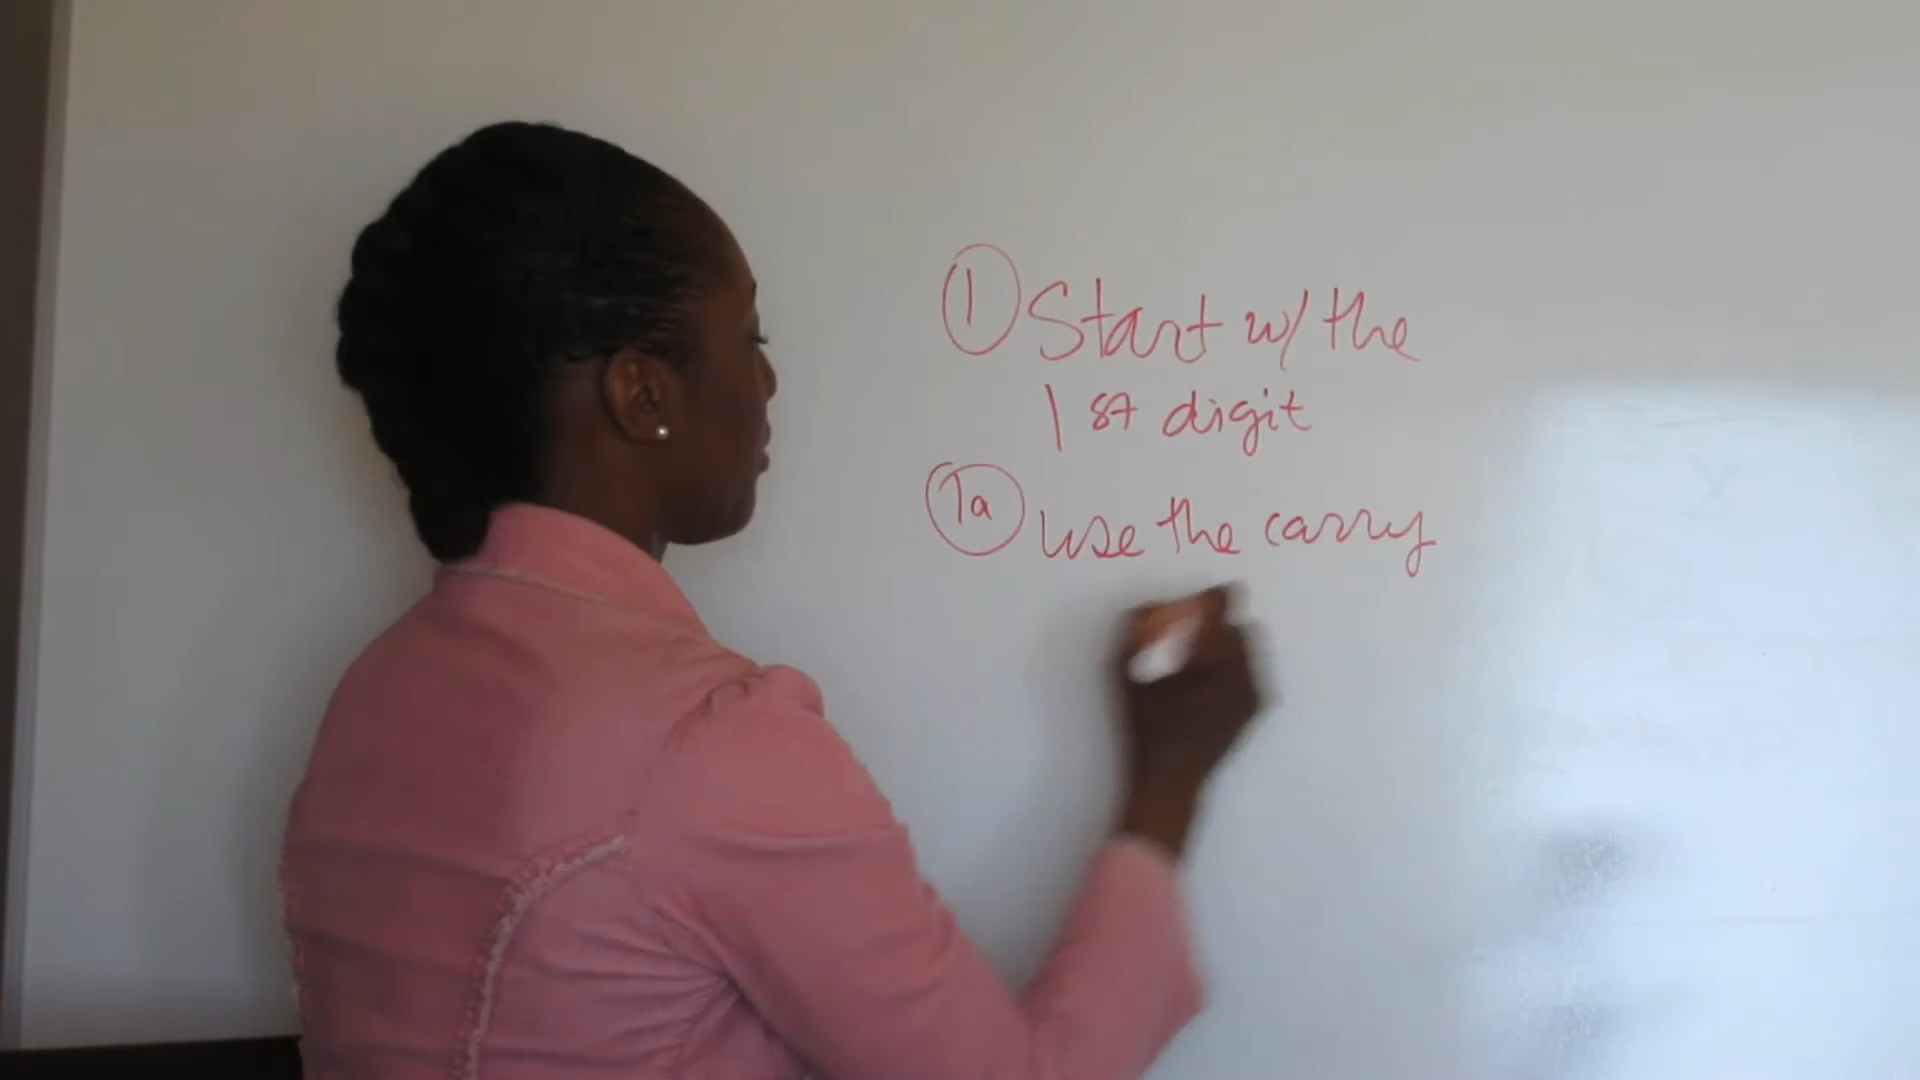 1 Start w/ the
1st digit
1a use the carry